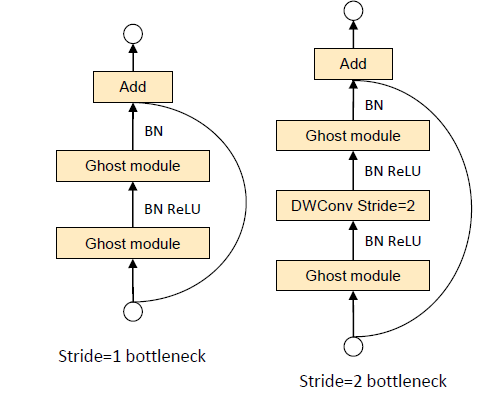 Add
BN
Ghost module
BN ReLU
Ghost module
Stride=1 bottleneck
Add
BN
Ghost module
BN ReLU
DWConv Stride=2
BN ReLU
Ghost module
Stride=2 bottleneck